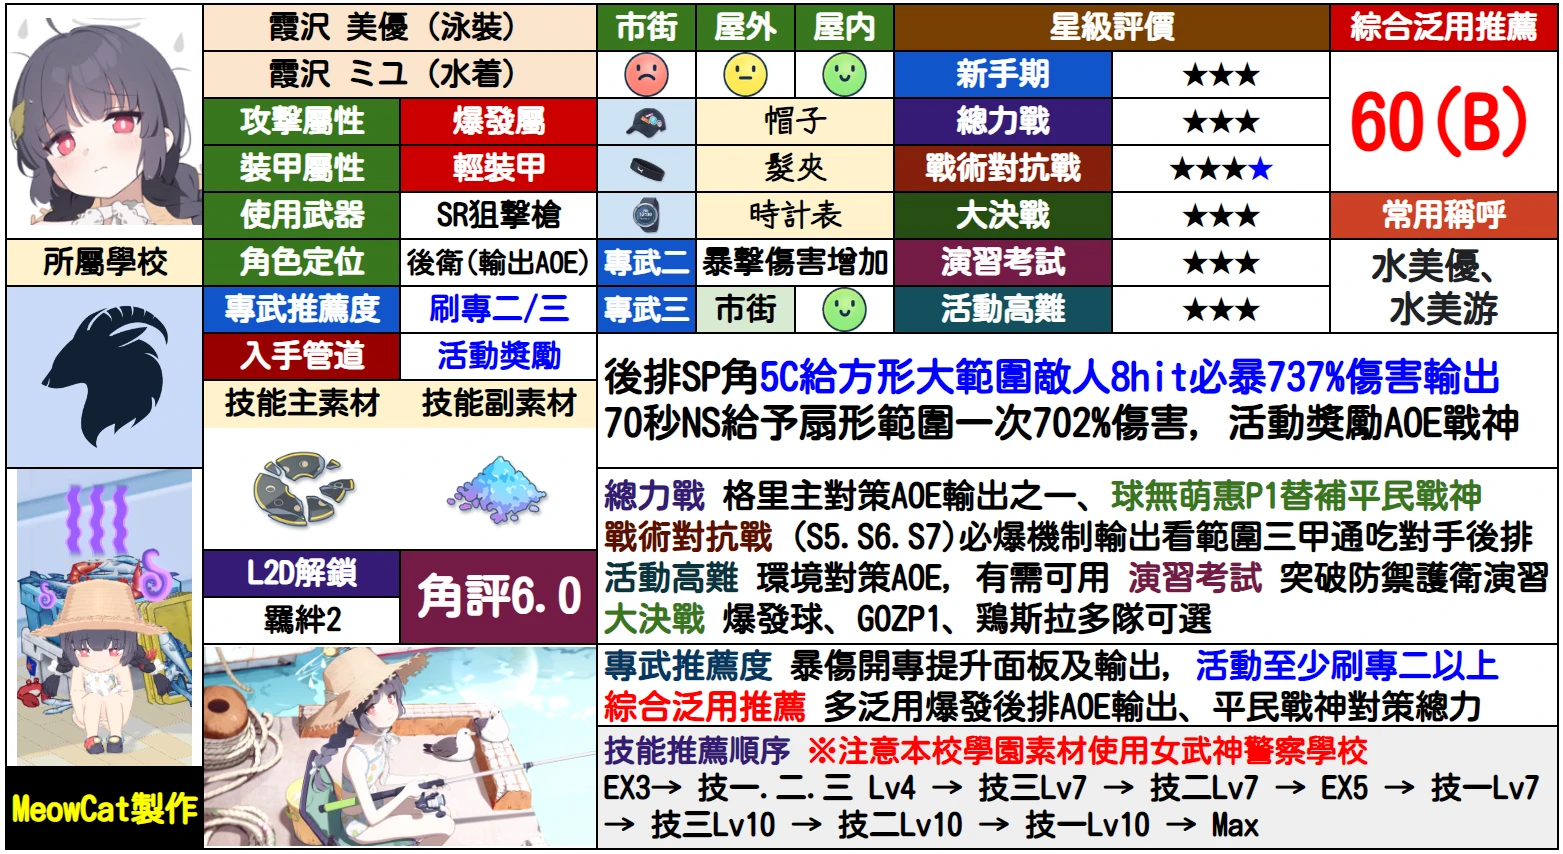 霞沢 美優（泳裝）
霞沢 ミユ（水着）
市街 屋外 屋内
星級評價
綜合泛用推薦
新手期 ★★★
60(B)
攻擊屬性 爆發屬
帽子
總力戰 ★★★
裝甲屬性 輕裝甲
髮夾
戰術對抗戰 ★★★★
使用武器 SR狙擊槍
時計表
大決戰 ★★★
常用稱呼
所屬學校
角色定位 後衛(輸出AOE)
專武二 暴擊傷害增加
演習考試 ★★★
水美優、
水美游
專武推薦度 刷專二/三
專武三 市街
活動高難 ★★★
入手管道 活動獎勵
技能主素材 技能副素材
後排SP角5C給方形大範圍敵人8hit必暴737%傷害輸出
70秒NS給予扇形範圍一次702%傷害, 活動獎勵AOE戰神
總力戰 格里主對策AOE輸出之一、球無萌惠P1替補平民戰神
戰術對抗戰 (S5.S6.S7)必爆機制輸出看範圍三甲通吃對手後排
活動高難 環境對策AOE, 有需可用 演習考試 突破防禦護衛演習
大決戰 爆發球、GOZP1、鶏斯拉多隊可選
L2D解鎖
羈絆2
角評6.0
專武推薦度 暴傷開專提升面板及輸出, 活動至少刷專二以上
綜合泛用推薦 多泛用爆發後排AOE輸出、平民戰神對策總力
技能推薦順序 ※注意本校學園素材使用女武神警察學校
EX3→ 技一.二.三 Lv4 → 技三Lv7 → 技二Lv7 → EX5 → 技一Lv7
→ 技三Lv10 → 技二Lv10 → 技一Lv10 → Max
MeowCat製作